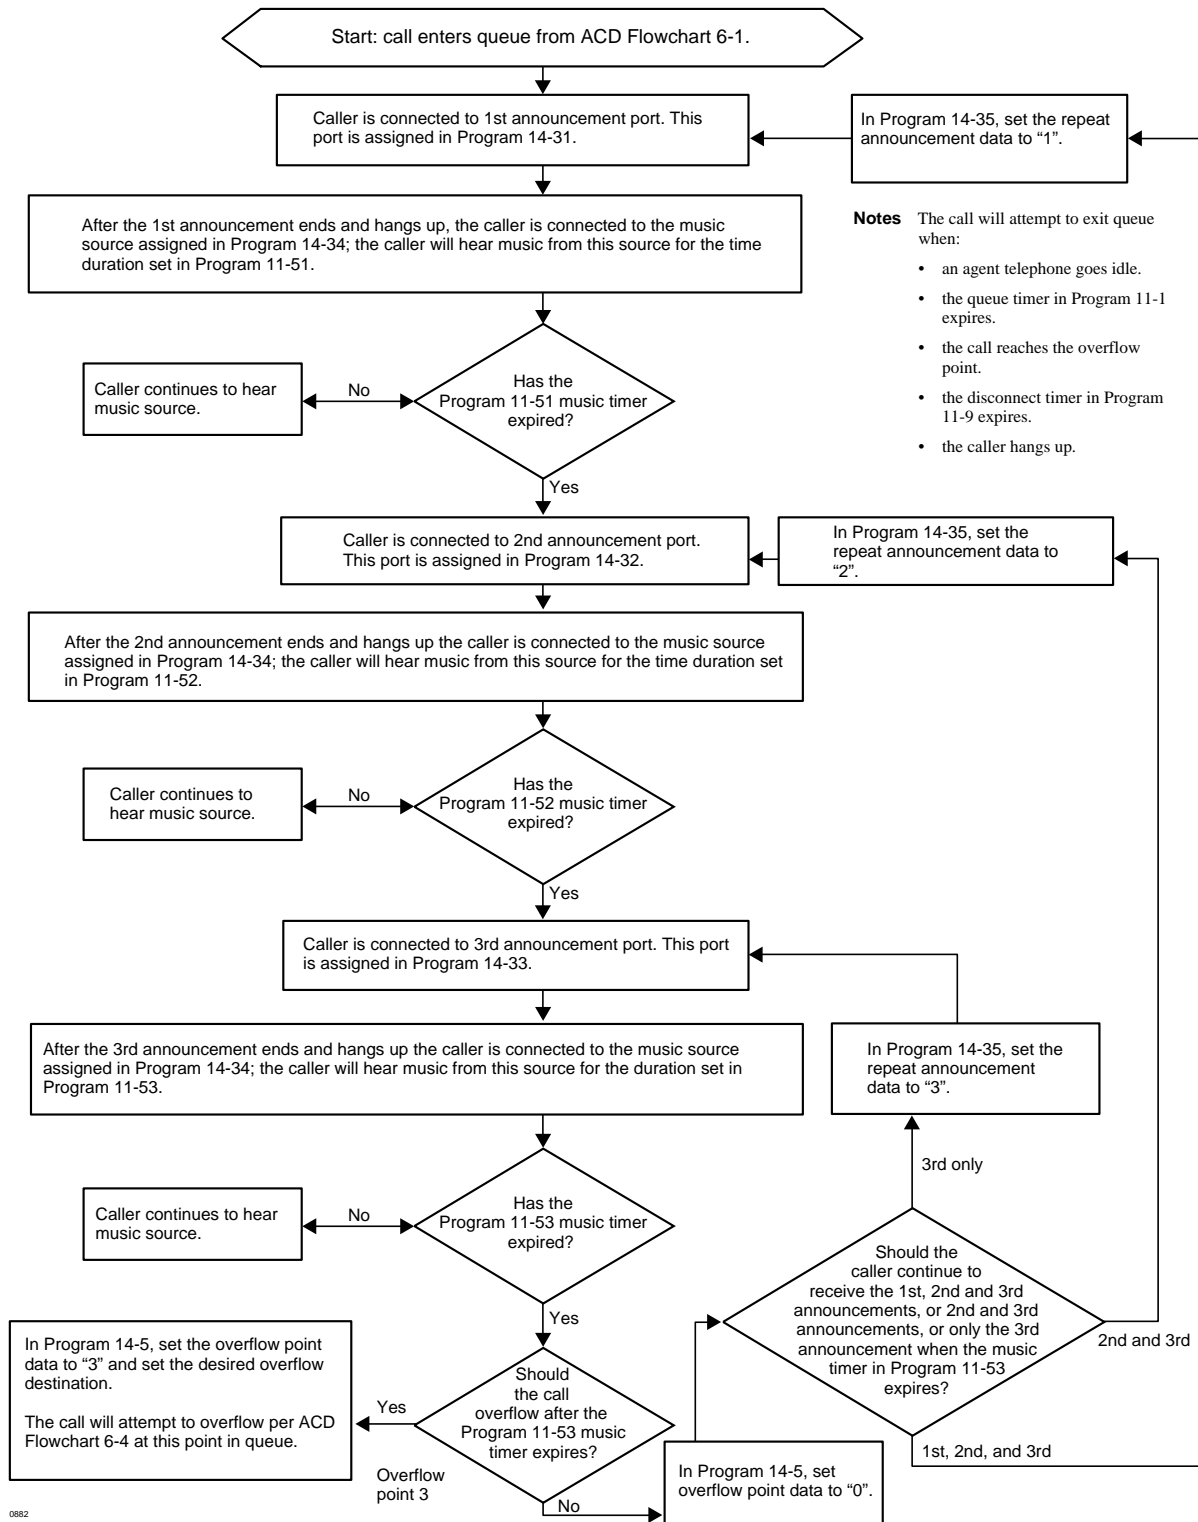 Start: call enters queue from ACD Flowchart 6-1.
Caller is connected to 1st announcement port. This
port is assigned in Program 14-31.
In Program 14-35, set the repeat
announcement data to “1”.
After the 1st announcement ends and hangs up, the caller is connected to the music
source assigned in Program 14-34; the caller will hear music from this source for the time
duration set in Program 11-51.
Notes The call will attempt to exit queue
when:
• an agent telephone goes idle.
• the queue timer in Program 11-1
expires.
• the call reaches the overflow
point.
• the disconnect timer in Program
11-9 expires.
• the caller hangs up.
Caller continues to hear
music source.
No
Has the
Program 11-51 music timer
expired?
Yes
Caller is connected to 2nd announcement port.
This port is assigned in Program 14-32.
In Program 14-35, set the
repeat announcement data to
“2”.
After the 2nd announcement ends and hangs up the caller is connected to the music source
assigned in Program 14-34; the caller will hear music from this source for the time duration set
in Program 11-52.
Caller continues to
hear music source.
No
Has the
Program 11-52 music timer
expired?
Yes
Caller is connected to 3rd announcement port. This port
is assigned in Program 14-33.
After the 3rd announcement ends and hangs up the caller is connected to the music source
assigned in Program 14-34; the caller will hear music from this source for the duration set in
Program 11-53.
In Program 14-35, set the
repeat announcement
data to “3”.
3rd only
Caller continues to hear
music source.
No
Has the
Program 11-53 music timer
expired?
Yes
Should the
caller continue to
receive the 1st, 2nd and 3rd
announcements, or 2nd and 3rd
announcements, or only the 3rd
announcement when the music
timer in Program 11-53
expires?
2nd and 3rd
1st, 2nd, and 3rd
In Program 14-5, set the overflow point
data to “3” and set the desired overflow
destination.
The call will attempt to overflow per ACD
Flowchart 6-4 at this point in queue.
Yes
Should
the call
overflow after the
Program 11-53 music
timer expires?
Overflow
point 3
No
In Program 14-5, set
overflow point data to “0”.
0882